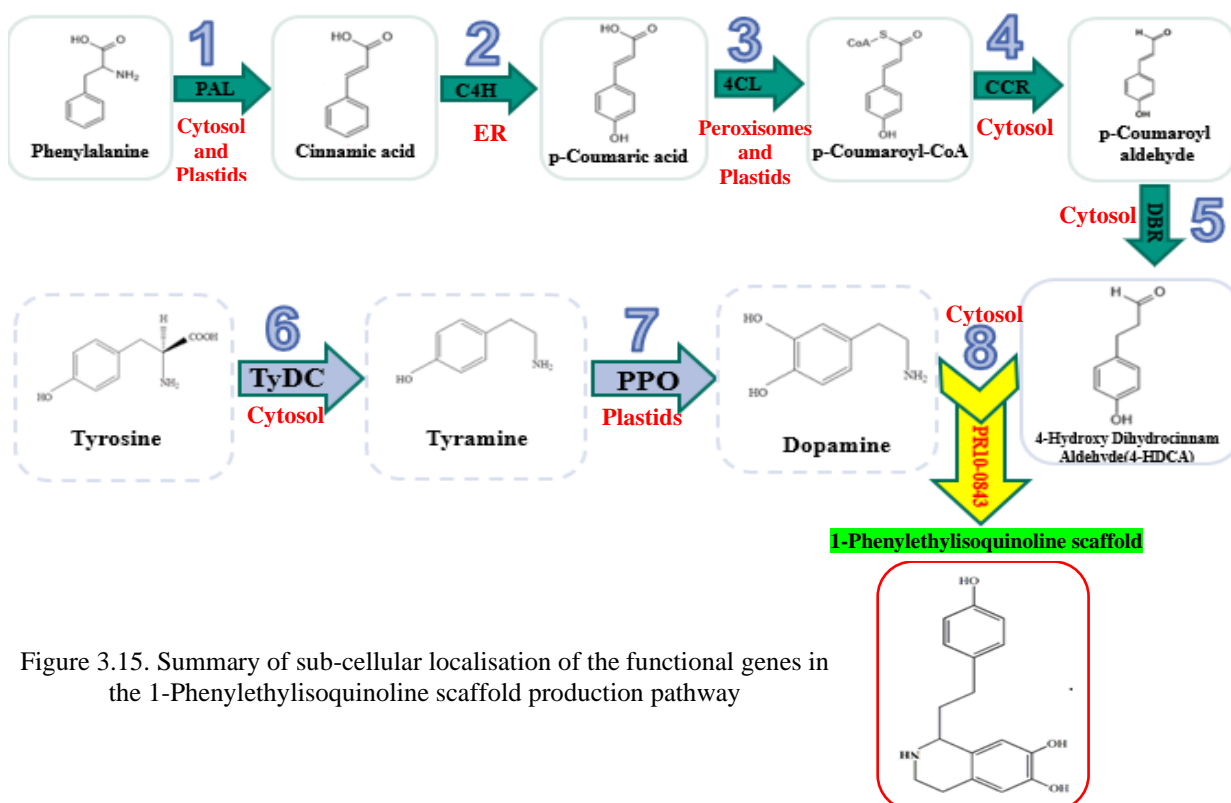 1
2
3
4
HO
O
NH₂
Phenylalanine
PAL
Cytosol
and
Plastids
HO
O
Cinnamic acid
C4H
ER
HO
O
OH
p-Coumaric acid
4CL
Peroxisomes
and
Plastids
CoA
S
O
OH
p-Coumaroyl-CoA
CCR
Cytosol
H
O
OH
p-Coumaroyl
aldehyde
Cytosol
DBR
5
H
COOH
NH₂
HO
Tyrosine
6
TyDC
Cytosol
NH₂
HO
Tyramine
7
PPO
Plastids
HO
HO
NH₂
Dopamine
Cytosol
8
PR10-0843
H
O
OH
4-Hydroxy Dihydrocinnam
Aldehyde(4-HDCA)
1-Phenylethylisoquinoline scaffold
HO
HN
OH
OH
Figure 3.15. Summary of sub-cellular localisation of the functional genes in
the 1-Phenylethylisoquinoline scaffold production pathway